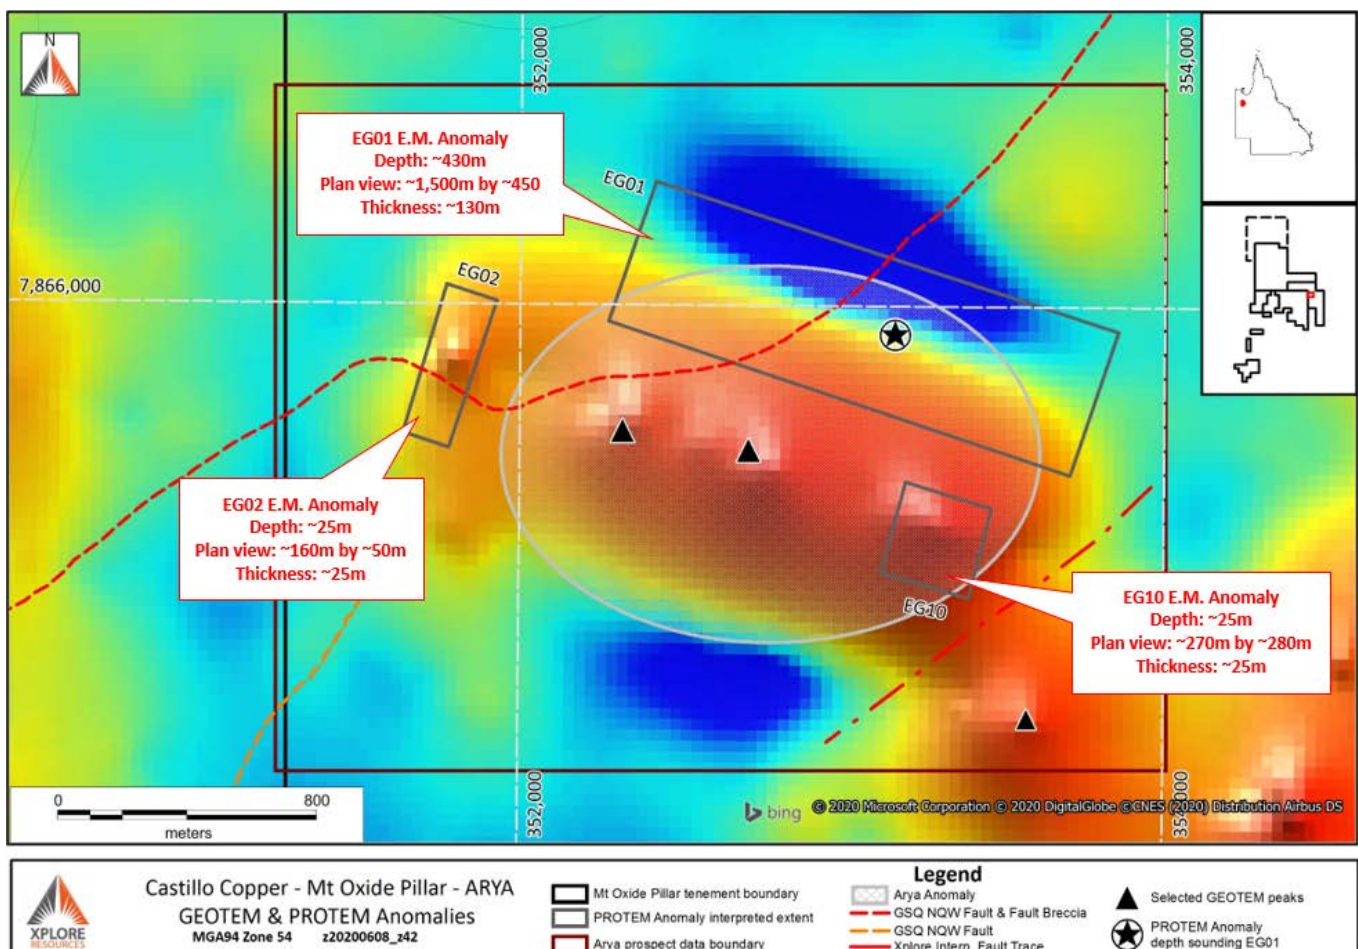 N
352,000
354,000
EG01 E.M. Anomaly
Depth: ~430m
Plan view: ~1,500m by ~450
Thickness: ~130m
EG01
EG02
7,866,000
EG02 E.M. Anomaly
Depth: ~25m
Plan view: ~160m by ~50m
Thickness: ~25m
EG10
EG10 E.M. Anomaly
Depth: ~25m
Plan view: ~270m by ~280m
Thickness: ~25m
0 800
meters
352,000
354,000
bing © 2020 Microsoft Corporation © 2020 DigitalGlobe ©CNES (2020) Distribution Airbus DS
XPLORE
RESOURCES
Castillo Copper - Mt Oxide Pillar - ARYA
GEOTEM & PROTEM Anomalies
MGA94 Zone 54 z20200608_z42
Legend
Mt Oxide Pillar tenement boundary
PROTEM Anomaly interpreted extent
Arya prospect data boundary
Arya Anomaly
GSQ NQW Fault & Fault Breccia
GSQ NQW Fault
Xplore Interp. Fault Trace
Selected GEOTEM peaks
PROTEM Anomaly
depth sounding EG01